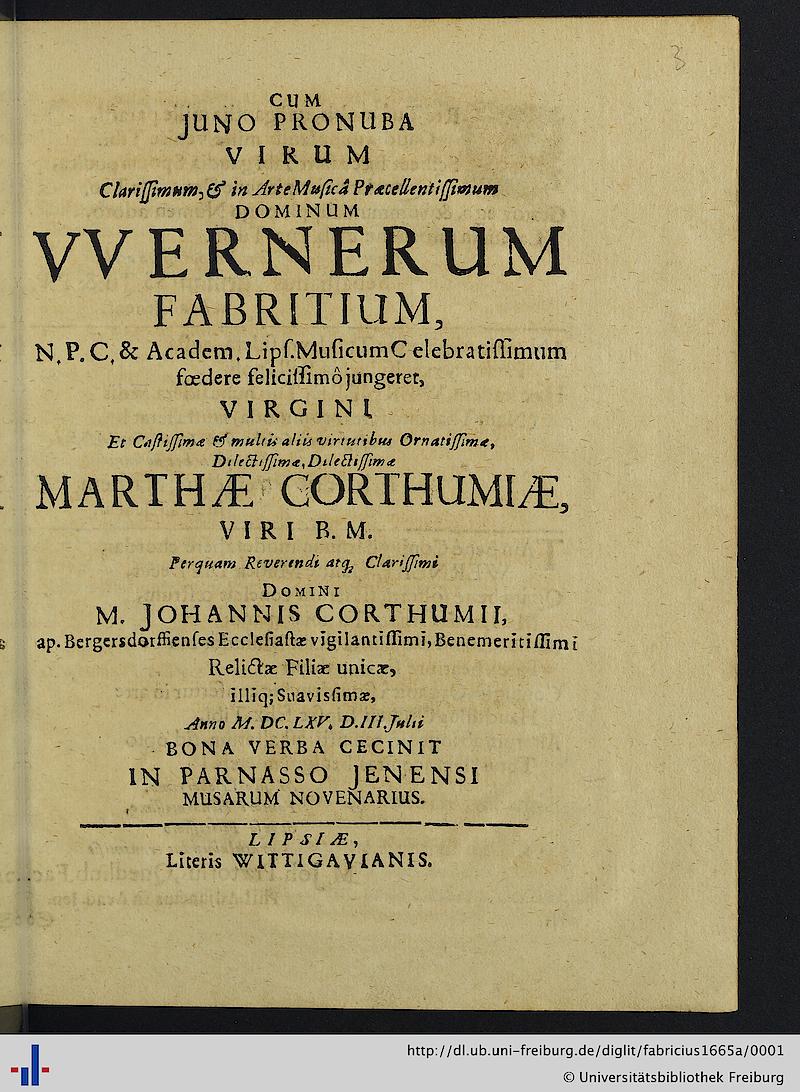 3
CUM
JUNO PRONUBA
VIRUM
Clarissimum, & in Arte Musicâ Præcellentissimum
DOMINUM
VVERNERUM
FABRITIUM,
N. P. C. & Academ. Lips. Musicum Celebratissimum
fœdere felicissimô jungeret,
VIRGINI
Et Castissimæ & multis aliis virtutibus Ornatissimæ,
Dilectissimæ, Dilectissimæ
MARTHÆ CORTHUMIÆ,
VIRI B. M.
Perquam Reverendi atq; Clarissimi
DOMINI
M. JOHANNIS CORTHUMII,
ap. Bergersdorffienses Ecclesiastæ vigilantissimi, Benemeritissimi
Relictæ Filiæ unicæ,
illiq; Suavissimæ,
Anno M. DC. LXV. D. III. Julii
BONA VERBA CECINIT
IN PARNASSO JENENSI
MUSARUM NOVENARIUS.
LIPSIÆ,
Literis WITTIGAVIANIS.
http://dl.ub.uni-freiburg.de/diglit/fabricius1665a/0001
© Universitätsbibliothek Freiburg